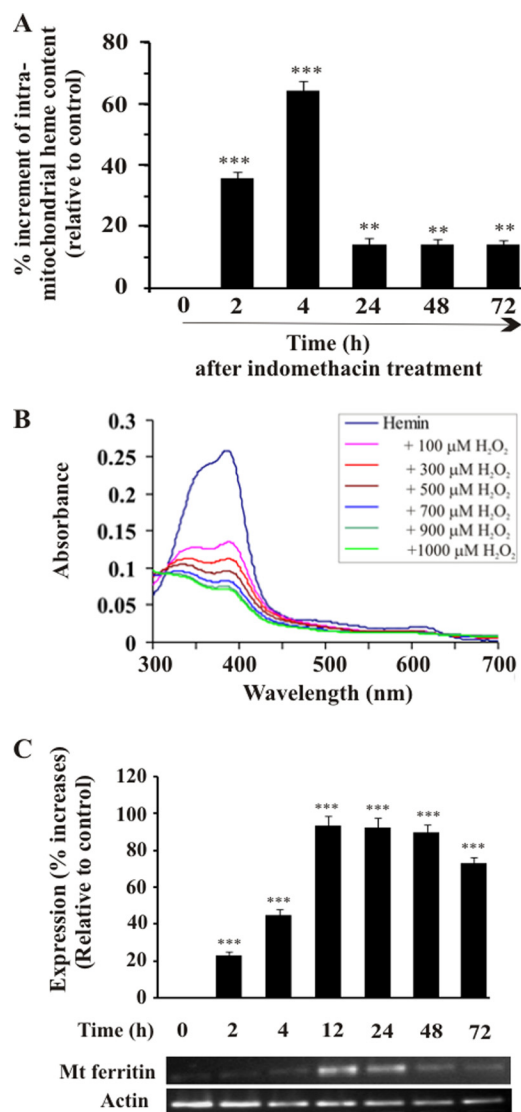 A
% increment of intra-
mitochondrial heme content
(relative to control)
80
60
40
20
0
***
***
**
**
**
0 2 4 24 48 72
Time (h)
after indomethacin treatment
B
Absorbance
0.3
0.25
0.2
0.15
0.1
0.05
0
Hemin
+ 100 µM H₂O₂
+ 300 µM H₂O₂
+ 500 µM H₂O₂
+ 700 µM H₂O₂
+ 900 µM H₂O₂
+1000 µM H₂O₂
300 400 500 600 700
Wavelength (nm)
C
Expression (% increases)
(Relative to control)
120
100
80
60
40
20
0
***
***
***
***
***
***
Time (h) 0 2 4 12 24 48 72
Mt ferritin
Actin